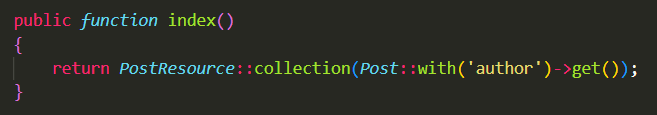 public function index()
{
    return PostResource::collection(Post::with('author')->get());
}